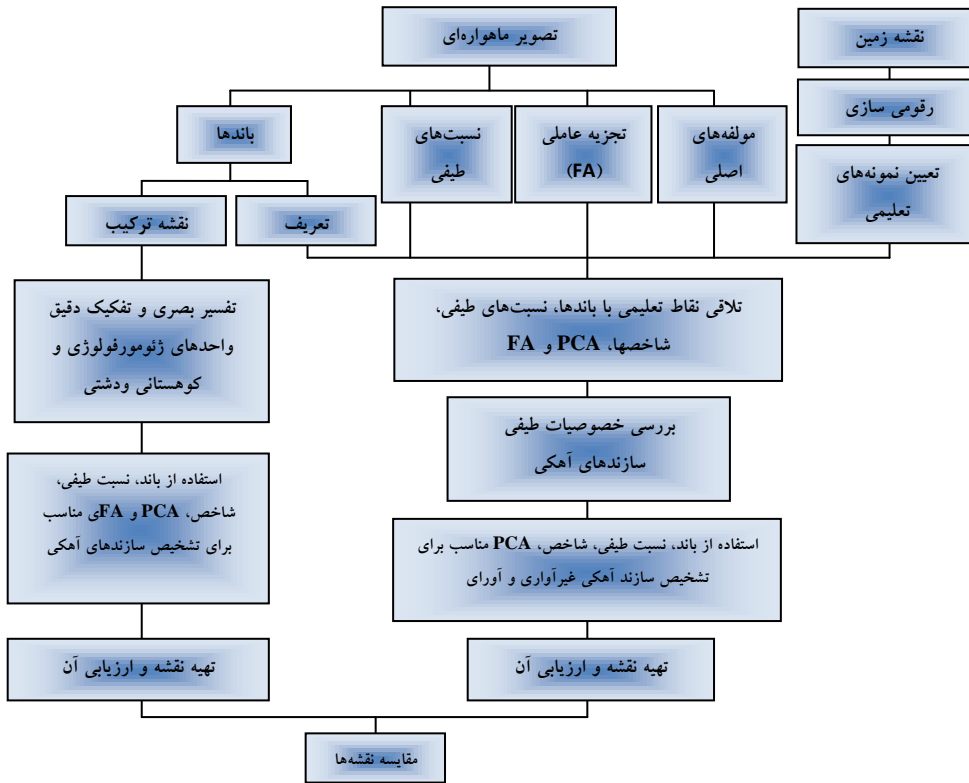 تصویر ماهواره‌ای
نقشه زمین
رقومی سازی
باندها
نسبت‌های
طیفی
تجزیه عاملی
(FA)
مولفه‌های
اصلی
تعیین نمونه‌های
تعلیمی
نقشه ترکیب
تعریف
تفسیر بصری و تفکیک دقیق
واحدهای ژئومورفولوژی و
کوهستانی ودشتی
تلاقی نقاط تعلیمی با باندها، نسبت‌های طیفی،
شاخصها، PCA و FA
بررسی خصوصیات طیفی
سازندهای آهکی
استفاده از باند، نسبت طیفی،
شاخص، PCA و FAی مناسب
برای تشخیص سازندهای آهکی
استفاده از باند، نسبت طیفی، شاخص، PCA مناسب برای
تشخیص سازند آهکی غیرآواری و آورای
تهیه نقشه و ارزیابی آن
تهیه نقشه و ارزیابی آن
مقایسه نقشه‌ها